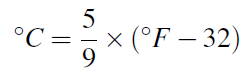 °C = 5/9 × (°F − 32)